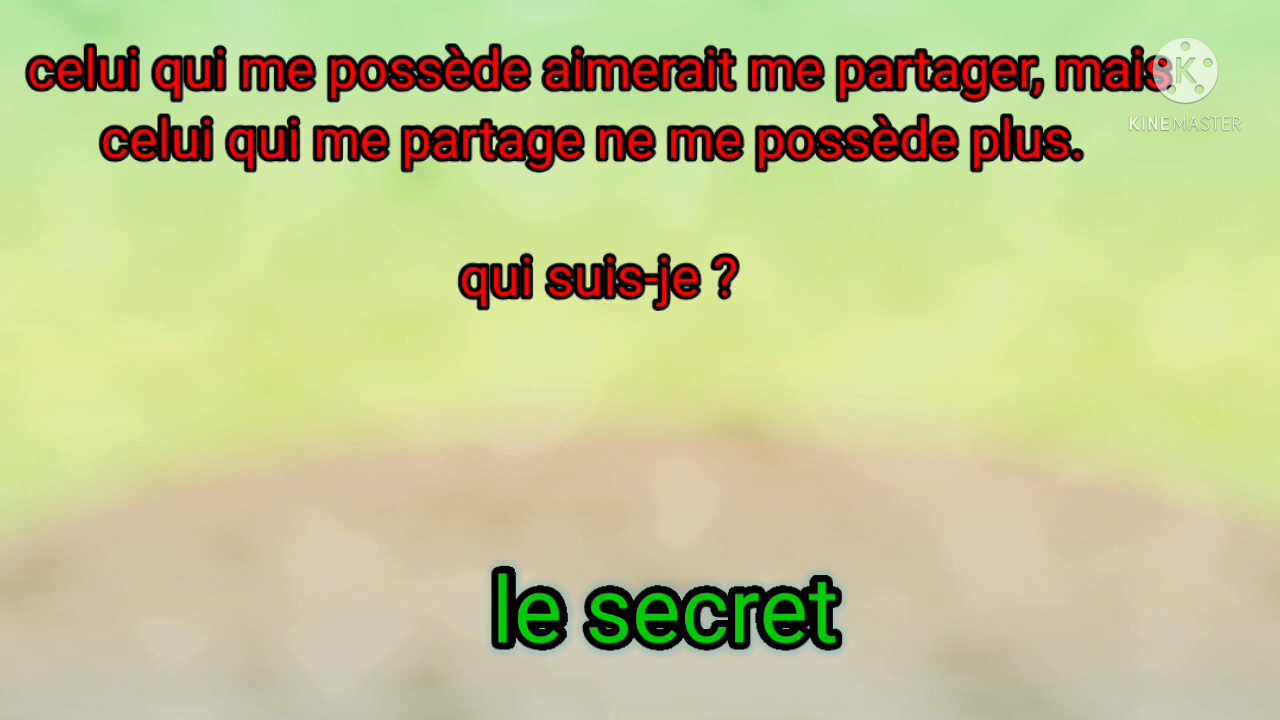 celui qui me possède aimerait me partager, mais
celui qui me partage ne me possède plus.
qui suis-je ?
le secret
K
KINEMASTER